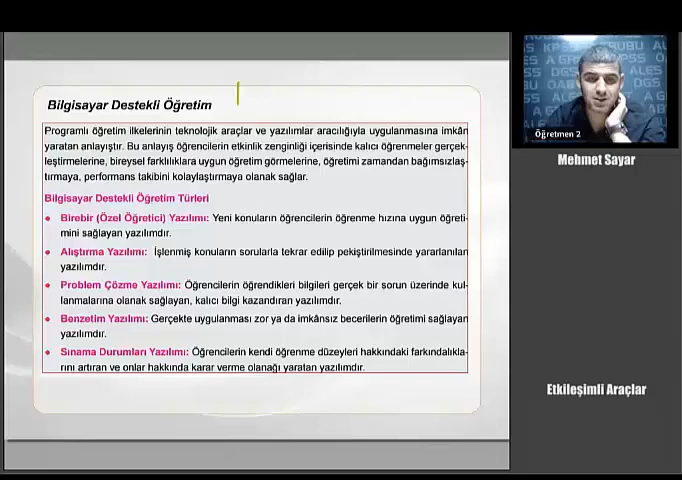 Bilgisayar Destekli Öğretim
Programlı öğretim ilkelerinin teknolojik araçlar ve yazılımlar aracılığıyla uygulanmasına imkân
yaratan anlayıştır. Bu anlayış öğrencilerin etkinlik zenginliği içerisinde kalıcı öğrenmeler gerçek-
leştirmelerine, bireysel farklılıklara uygun öğretim görmelerine, öğretimi zamandan bağımsızlaş-
tırmaya, performans takibini kolaylaştırmaya olanak sağlar.
Bilgisayar Destekli Öğretim Türleri
• Birebir (Özel Öğretici) Yazılımı: Yeni konuların öğrencilerin öğrenme hızına uygun öğreti-
mini sağlayan yazılımdır.
• Alıştırma Yazılımı: İşlenmiş konuların sorularla tekrar edilip pekiştirilmesinde yararlanılan
yazılımdır.
• Problem Çözme Yazılımı: Öğrencilerin öğrendikleri bilgileri gerçek bir sorun üzerinde kul-
lanmalarına olanak sağlayan, kalıcı bilgi kazandıran yazılımdır.
• Benzetim Yazılımı: Gerçekte uygulanması zor ya da imkânsız becerilerin öğretimi sağlayan
yazılımdır.
• Sınama Durumları Yazılımı: Öğrencilerin kendi öğrenme düzeyleri hakkındaki farkındalıkla-
rını artıran ve onlar hakkında karar verme olanağı yaratan yazılımdır.
KPSS
ALES
DGS
Öğretmen 2
Mehmet Sayar
Etkileşimli Araçlar